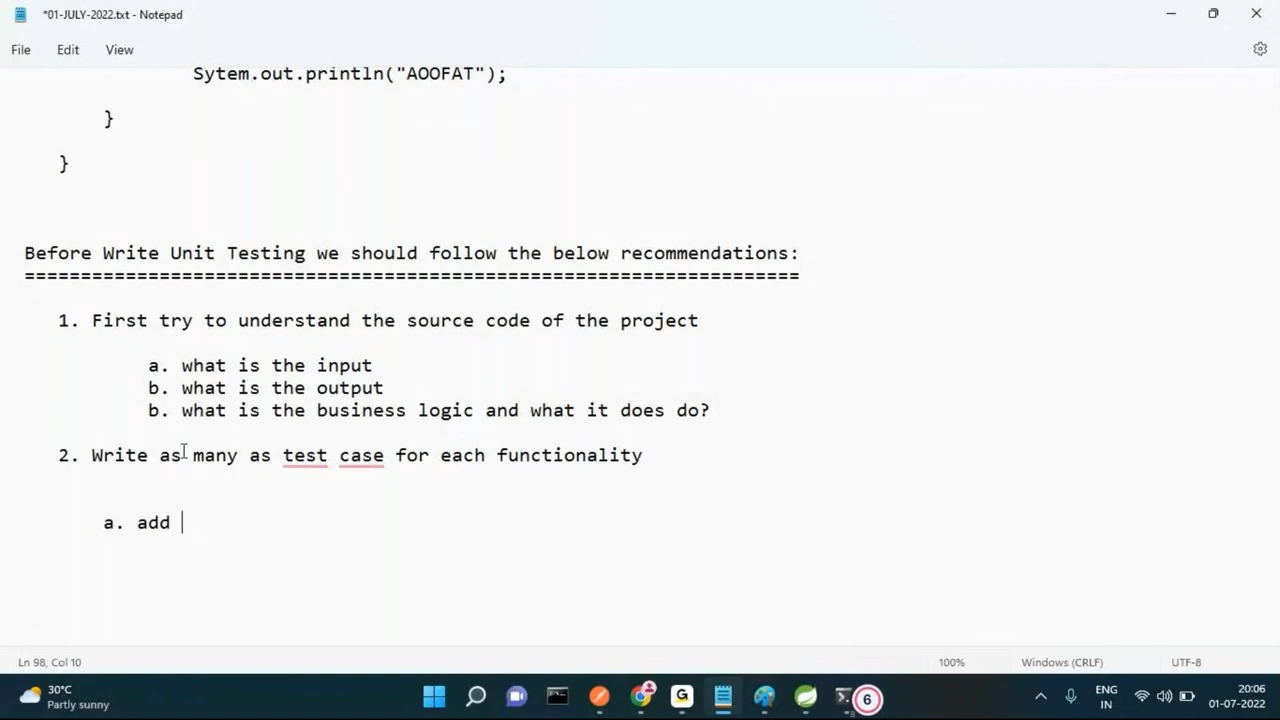 *01-JULY-2022.txt - Notepad
File Edit View
Sytem.out.println("AOOFAT");
}
}
Before Write Unit Testing we should follow the below recommendations:
=====================================================================
1. First try to understand the source code of the project
a. what is the input
b. what is the output
b. what is the business logic and what it does do?
2. Write as many as test case for each functionality
a. add
Ln 98, Col 10 100% Windows (CRLF) UTF-8
30°C
Partly sunny
G
6
ENG
IN
20:06
01-07-2022